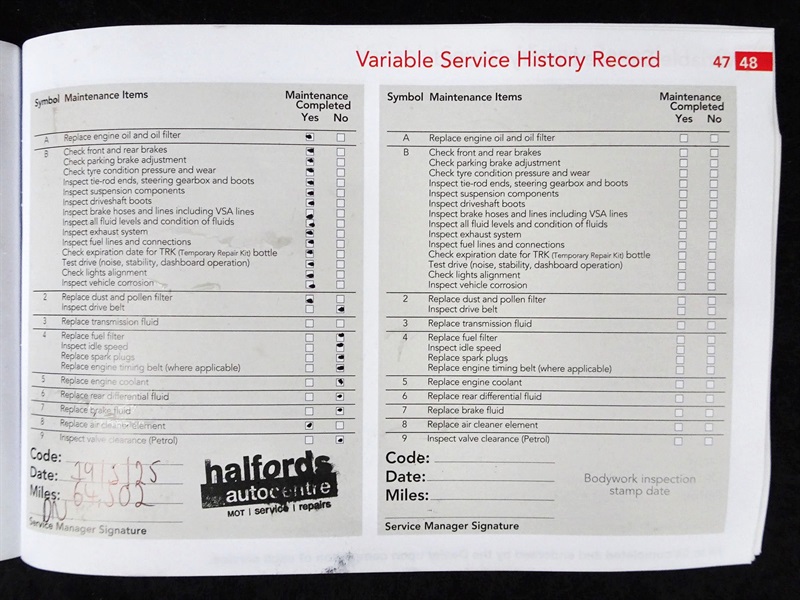 Variable Service History Record 47 48
Symbol Maintenance Items Maintenance Completed
Yes No
A Replace engine oil and oil filter
B Check front and rear brakes
Check parking brake adjustment
Check tyre condition pressure and wear
Inspect tie-rod ends, steering gearbox and boots
Inspect suspension components
Inspect driveshaft boots
Inspect brake hoses and lines including VSA lines
Inspect all fluid levels and condition of fluids
Inspect exhaust system
Inspect fuel lines and connections
Check expiration date for TRK (Temporary Repair Kit) bottle
Test drive (noise, stability, dashboard operation)
Check lights alignment
Inspect vehicle corrosion
2 Replace dust and pollen filter
Inspect drive belt
3 Replace transmission fluid
4 Replace fuel filter
Inspect idle speed
Replace spark plugs
Replace engine timing belt (where applicable)
5 Replace engine coolant
6 Replace rear differential fluid
7 Replace brake fluid
8 Replace air cleaner element
9 Inspect valve clearance (Petrol)
Code:
Date: 19/5/25
Miles: 64,502
Service Manager Signature
halfords
autocentre
MOT | service | repairs
Symbol Maintenance Items Maintenance Completed
Yes No
A Replace engine oil and oil filter
B Check front and rear brakes
Check parking brake adjustment
Check tyre condition pressure and wear
Inspect tie-rod ends, steering gearbox and boots
Inspect suspension components
Inspect driveshaft boots
Inspect brake hoses and lines including VSA lines
Inspect all fluid levels and condition of fluids
Inspect exhaust system
Inspect fuel lines and connections
Check expiration date for TRK (Temporary Repair Kit) bottle
Test drive (noise, stability, dashboard operation)
Check lights alignment
Inspect vehicle corrosion
2 Replace dust and pollen filter
Inspect drive belt
3 Replace transmission fluid
4 Replace fuel filter
Inspect idle speed
Replace spark plugs
Replace engine timing belt (where applicable)
5 Replace engine coolant
6 Replace rear differential fluid
7 Replace brake fluid
8 Replace air cleaner element
9 Inspect valve clearance (Petrol)
Code:
Date:
Miles:
Service Manager Signature
Bodywork inspection
stamp date